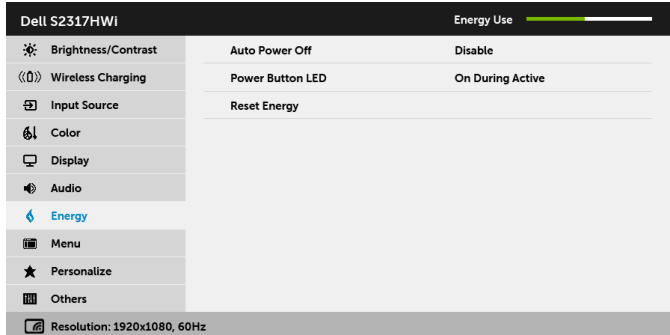 Dell S2317HWi Energy Use
Brightness/Contrast Auto Power Off Disable
Wireless Charging Power Button LED On During Active
Input Source Reset Energy
Color
Display
Audio
Energy
Menu
Personalize
Others
Resolution: 1920x1080, 60Hz